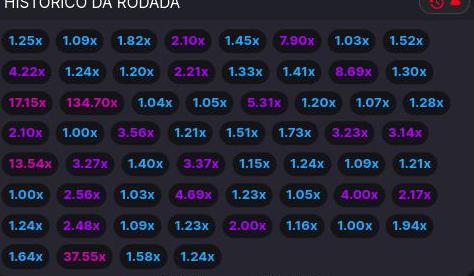 HISTÓRICO DA RODADA
1.25x 1.09x 1.82x 2.10x 1.45x 7.90x 1.03x 1.52x
4.22x 1.24x 1.20x 2.21x 1.33x 1.41x 8.69x 1.30x
17.15x 134.70x 1.04x 1.05x 5.31x 1.20x 1.07x 1.28x
2.10x 1.00x 3.56x 1.21x 1.51x 1.73x 3.23x 3.14x
13.54x 3.27x 1.40x 3.37x 1.15x 1.24x 1.09x 1.21x
1.00x 2.56x 1.03x 4.69x 1.23x 1.05x 4.00x 2.17x
1.24x 2.48x 1.09x 1.23x 2.00x 1.16x 1.00x 1.94x
1.64x 37.55x 1.58x 1.24x